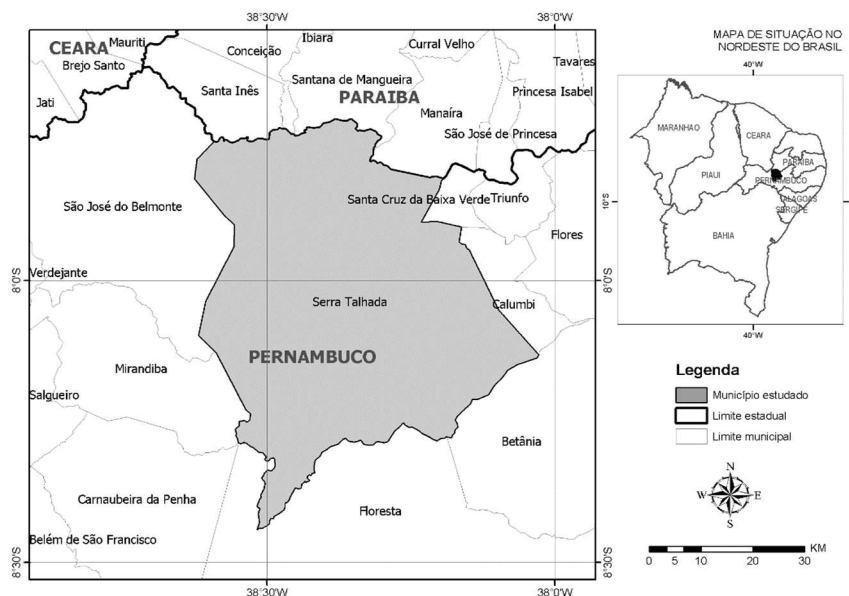 38°30'W
38°0'W
CEARA
Mauriti
Brejo Santo
Jati
Conceição
Ibiara
Curral Velho
Tavares
Santa Inês
Santana de Mangueira
PARAIBA
Manaíra
Princesa Isabel
São José de Princesa
São José do Belmonte
Santa Cruz da Baixa Verde
Triunfo
Flores
Verdejante
8°0'S
8°0'S
Serra Talhada
Calumbi
PERNAMBUCO
Mirandiba
Salgueiro
Betânia
Carnaubeira da Penha
Floresta
Belém de São Francisco
8°30'S
8°30'S
38°30'W
38°0'W
MAPA DE SITUAÇÃO NO
NORDESTE DO BRASIL
40°W
MARANHAO
CEARA
PARAIBA
PIAUI
PERNAMBUCO
ALAGOAS
SERGIPE
10°S
BAHIA
40°W
Legenda
Município estudado
Limite estadual
Limite municipal
N
W
E
S
0 5 10 20 30
KM